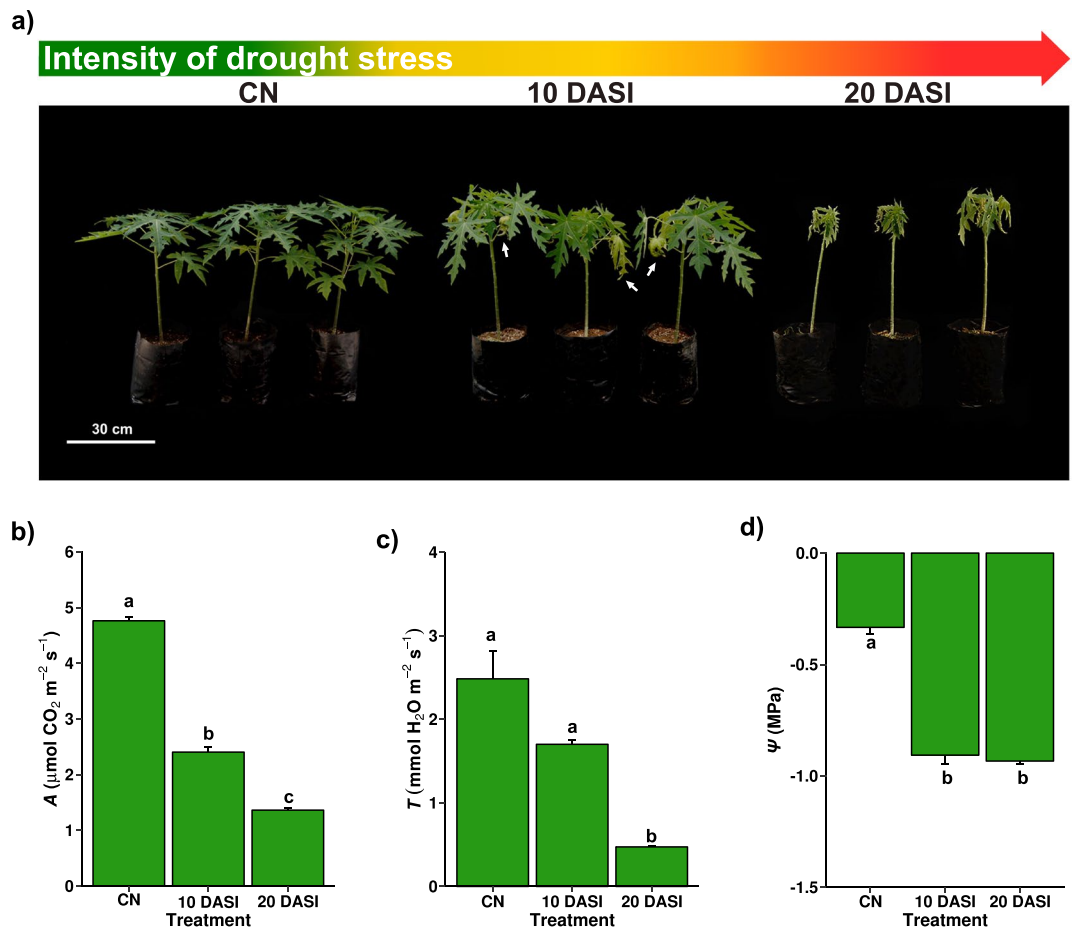 a)
Intensity of drought stress
CN 10 DASI 20 DASI
30 cm
b)
A (μmol CO₂ m⁻² s⁻¹)
6
5
4
3
2
1
0
a
b
c
CN 10 DASI 20 DASI
Treatment
c)
T (mmol H₂O m⁻² s⁻¹)
4
3
2
1
0
a
a
b
CN 10 DASI 20 DASI
Treatment
d)
Ψ (MPa)
0.0
-0.5
-1.0
-1.5
a
b
b
CN 10 DASI 20 DASI
Treatment